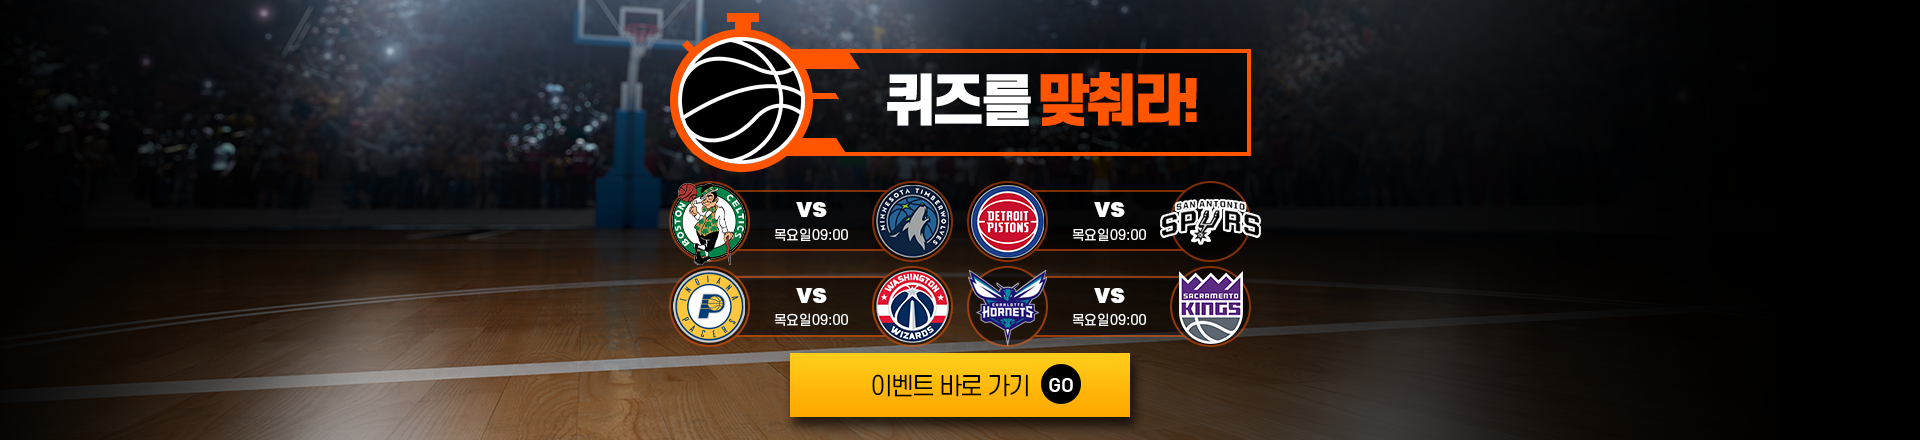 퀴즈를 맞춰라!
BOSTON CELTICS
VS
목요일09:00
MINNESOTA TIMBERWOLVES
DETROIT
PISTONS
VS
목요일09:00
SAN ANTONIO
SPURS
INDIANA
PACERS
VS
목요일09:00
WASHINGTON
WIZARDS
CHARLOTTE
HORNETS
VS
목요일09:00
SACRAMENTO
KINGS
이벤트 바로 가기 GO